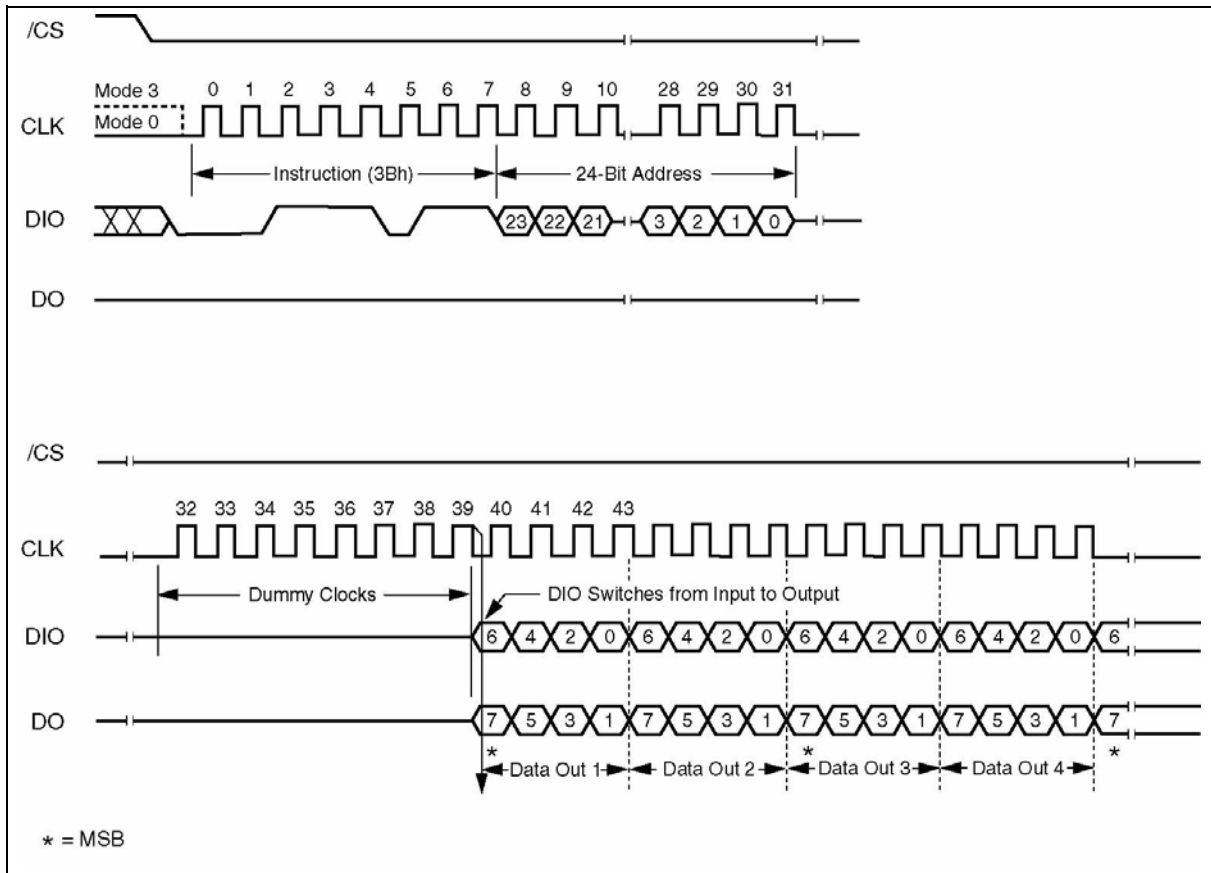 /CS
Mode 3
0 1 2 3 4 5 6 7 8 9 10 28 29 30 31
CLK
Mode 0
Instruction (3Bh)
24-Bit Address
DIO
23 22 21 3 2 1 0
DO
/CS
32 33 34 35 36 37 38 39 40 41 42 43
CLK
Dummy Clocks
DIO Switches from Input to Output
DIO
6 4 2 0 6 4 2 0 6 4 2 0 6 4 2 0 6
DO
7 5 3 1 7 5 3 1 7 5 3 1 7 5 3 1 7
* * *
Data Out 1 Data Out 2 Data Out 3 Data Out 4
* = MSB